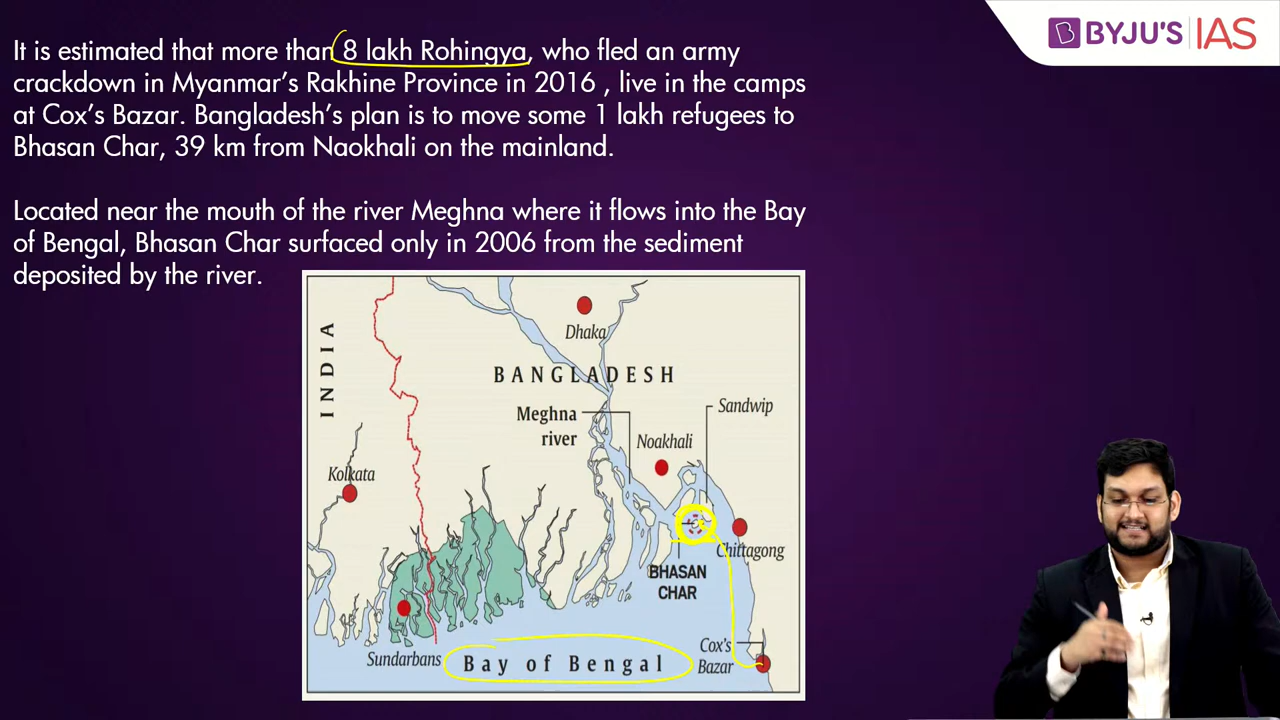 BYJU'S IAS
It is estimated that more than 8 lakh Rohingya, who fled an army
crackdown in Myanmar's Rakhine Province in 2016 , live in the camps
at Cox's Bazar. Bangladesh's plan is to move some 1 lakh refugees to
Bhasan Char, 39 km from Naokhali on the mainland.
Located near the mouth of the river Meghna where it flows into the Bay
of Bengal, Bhasan Char surfaced only in 2006 from the sediment
deposited by the river.
INDIA
Dhaka
BANGLADESH
Sandwip
Meghna
river
Noakhali
Kolkata
Chittagong
BHASAN
CHAR
Cox's
Bazar
Sundarbans
Bay of Bengal